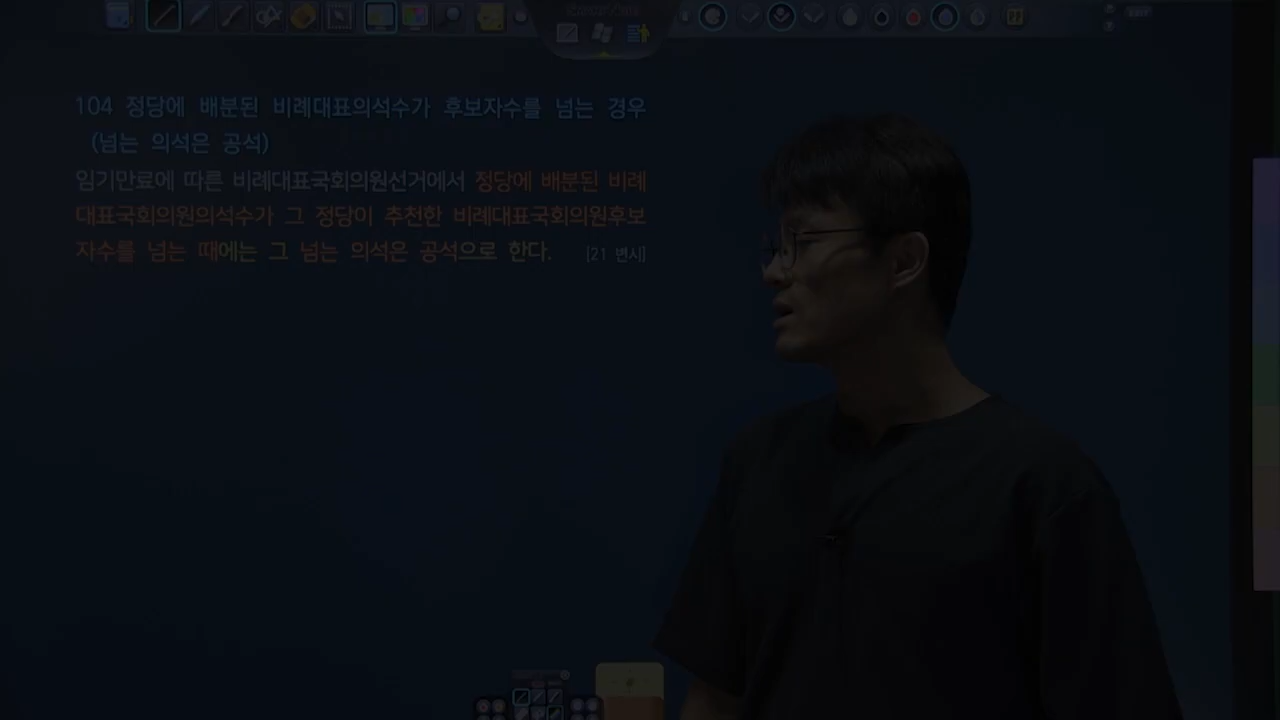 104 정당에 배분된 비례대표의석수가 후보자수를 넘는 경우
(넘는 의석은 공석)
임기만료에 따른 비례대표국회의원선거에서 정당에 배분된 비례
대표국회의원의석수가 그 정당이 추천한 비례대표국회의원후보
자수를 넘는 때에는 그 넘는 의석은 공석으로 한다. [21 변시]